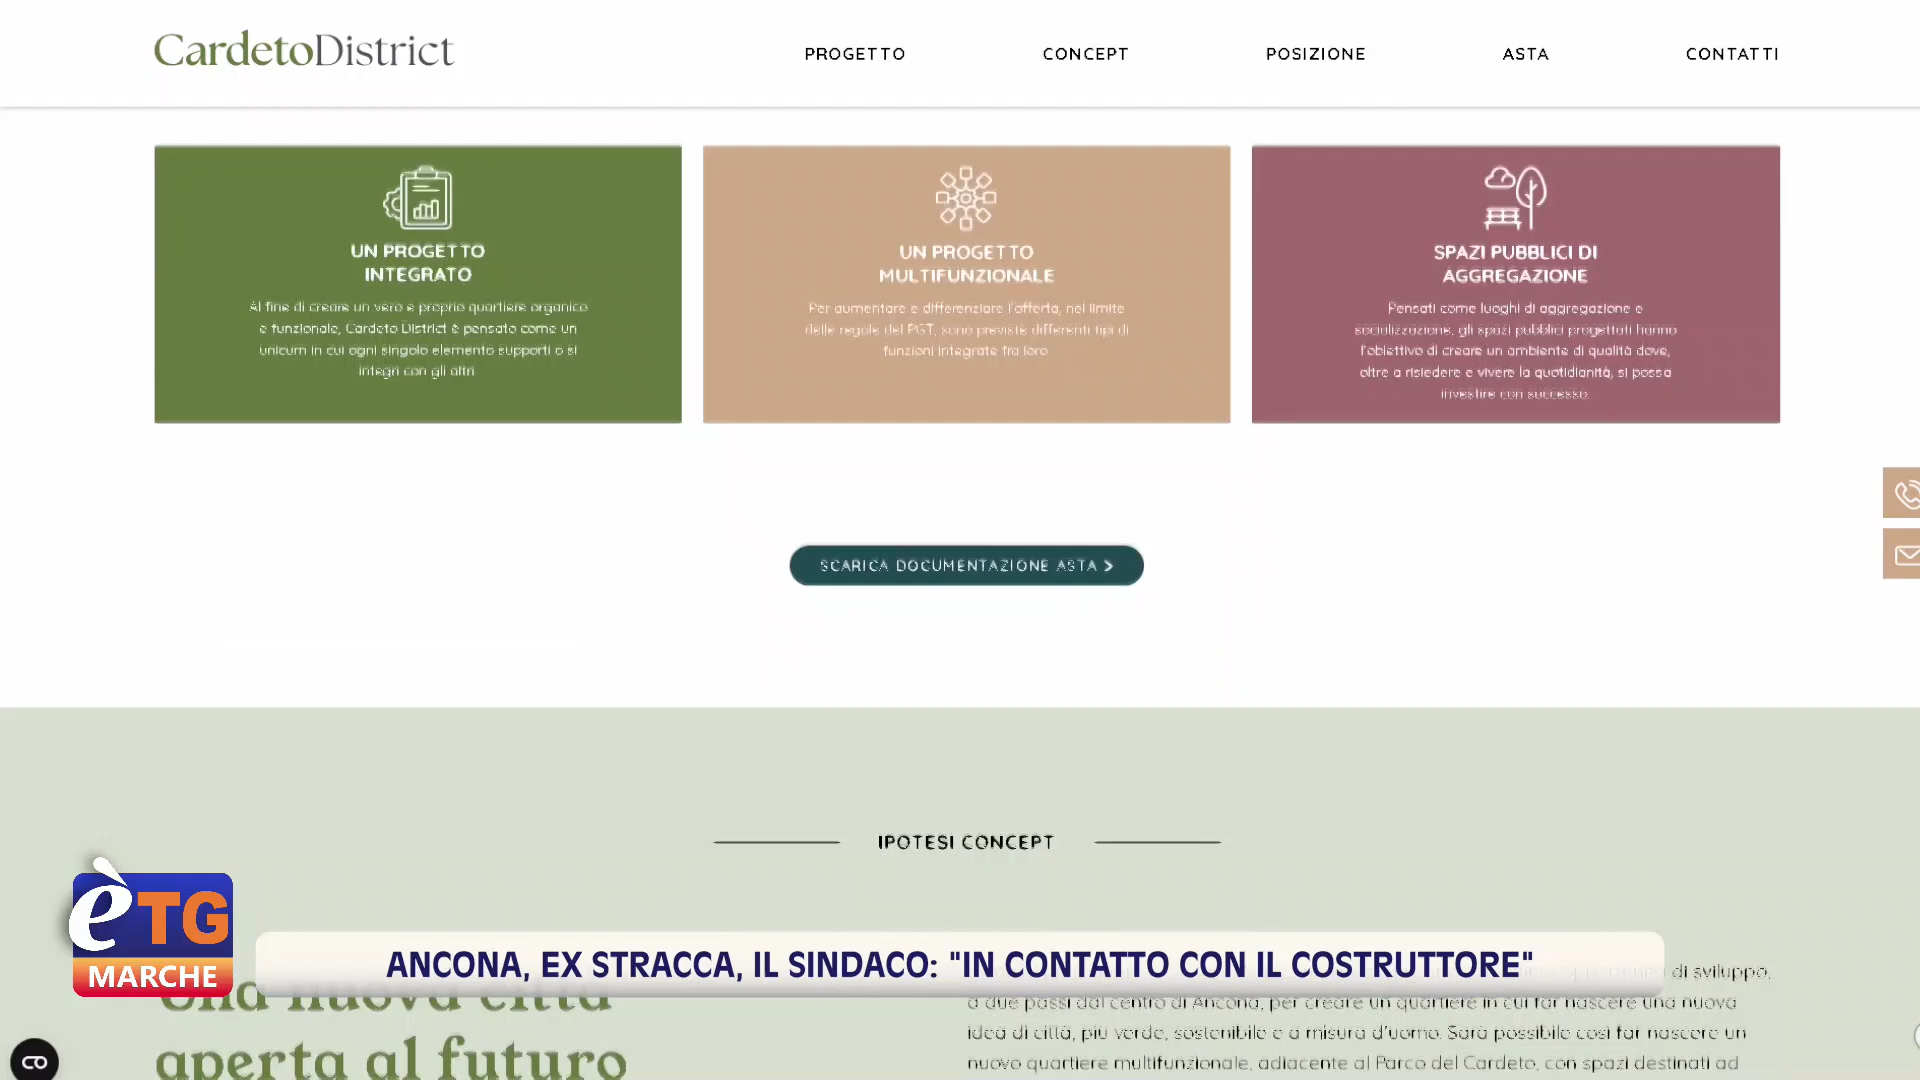 CardetoDistrict
PROGETTO
CONCEPT
POSIZIONE
ASTA
CONTATTI
UN PROGETTO
INTEGRATO
Al fine di creare un vero e proprio quartiere organico
e funzionale, Cardeto District è pensato come un
unicum in cui ogni singolo elemento supporti o si
integri con gli altri.
UN PROGETTO
MULTIFUNZIONALE
Per aumentare e differenziare l'offerta, nel limite
delle regole del PGT, sono previste differenti tipi di
funzioni integrate fra loro
SPAZI PUBBLICI DI
AGGREGAZIONE
Pensati come luoghi di aggregazione e
socializzazione, gli spazi pubblici progettati hanno
l'obiettivo di creare un ambiente di qualità dove,
oltre a risiedere e vivere la quotidianità, si possa
investire con successo.
SCARICA DOCUMENTAZIONE ASTA >
IPOTESI CONCEPT
èTG
MARCHE
ANCONA, EX STRACCA, IL SINDACO: "IN CONTATTO CON IL COSTRUTTORE"
di sviluppo,
Una nuova città
aperta al futuro
a due passi dal centro di Ancona, per creare un quartiere in cui far nascere una nuova
idea di città, più verde, sostenibile e a misura d'uomo. Sarà possibile così far nascere un
nuovo quartiere multifunzionale, adiacente al Parco del Cardeto, con spazi destinati ad